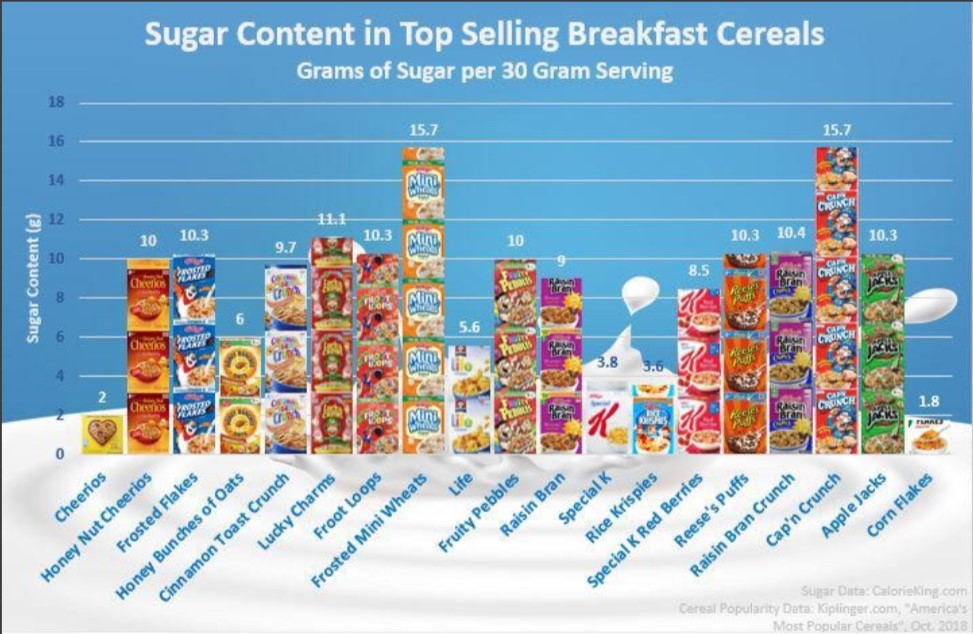 Sugar Content in Top Selling Breakfast Cereals
Grams of Sugar per 30 Gram Serving
Sugar Content (g)
18
16
14
12
10
8
6
4
2
0
2
10
10.3
6
9.7
11.1
10.3
15.7
5.6
10
9
3.8
3.6
8.5
10.3
10.4
15.7
10.3
1.8
Cheerios
Honey Nut Cheerios
Frosted Flakes
Honey Bunches of Oats
Cinnamon Toast Crunch
Lucky Charms
Froot Loops
Frosted Mini Wheats
Life
Fruity Pebbles
Raisin Bran
Special K
Rice Krispies
Special K Red Berries
Reese's Puffs
Raisin Bran Crunch
Cap'n Crunch
Apple Jacks
Corn Flakes
Sugar Data: CalorieKing.com
Cereal Popularity Data: Kiplinger.com, "America's
Most Popular Cereals", Oct. 2018